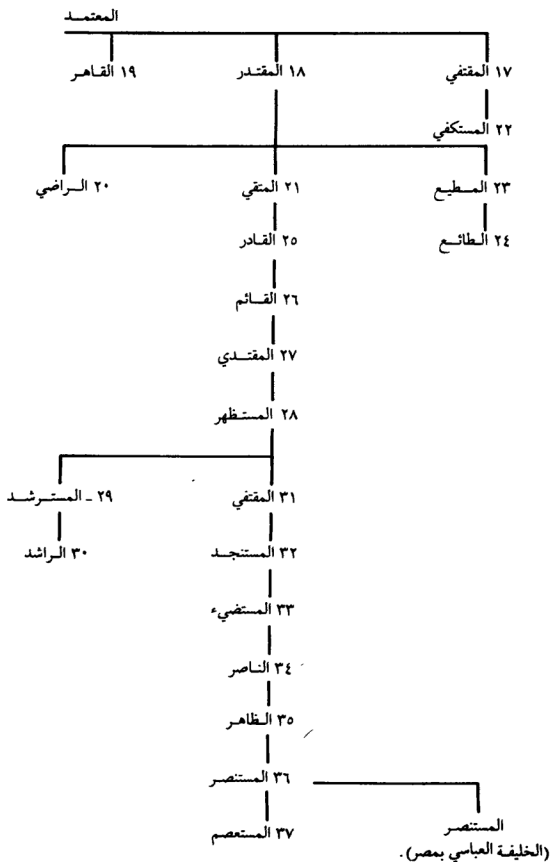 المعتمد
١٧ المقتفي
١٨ المقتدر
١٩ القاهر
٢٢ المستكفي
٢٣ المطيع
٢١ المتقي
٢٠ الراضي
٢٤ الطائع
٢٥ القادر
٢٦ القائم
٢٧ المقتدي
٢٨ المستظهر
٣١ المقتفي
٢٩ - المسترشد
٣٢ المستنجد
٣٠ الراشد
٣٣ المستضيء
٣٤ الناصر
٣٥ الظاهر
٣٦ المستنصر
المستنصر
(الخليفة العباسي بمصر).
٣٧ المستعصم